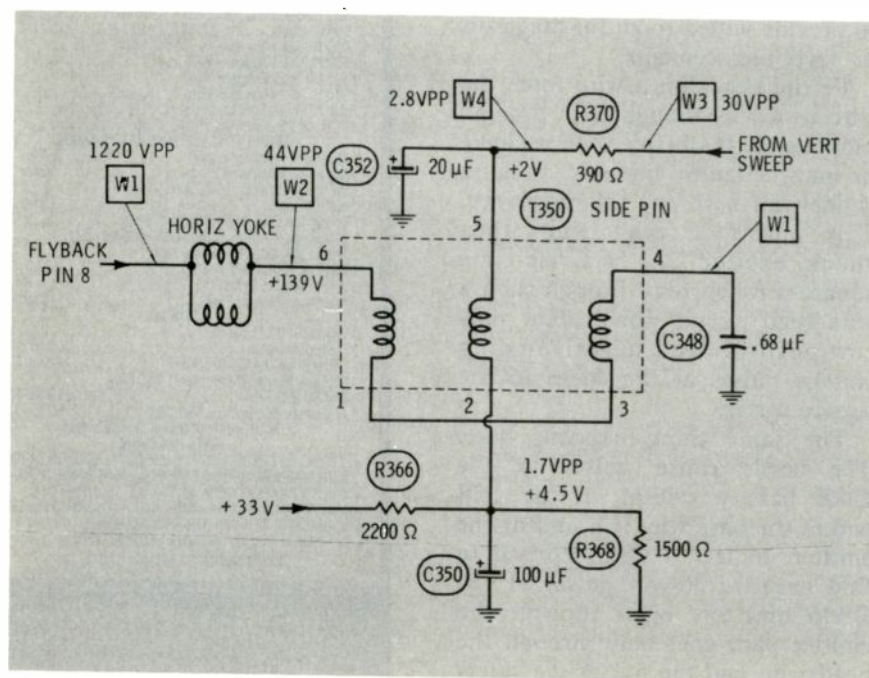 2.8VPP W4
R370
W3 30VPP
FROM VERT
SWEEP
1220 VPP
W1
44VPP
W2
C352
20 µF
+2V
390 Ω
T350 SIDE PIN
HORIZ YOKE
5
W1
FLYBACK
PIN 8
6
+139V
4
C348
.68 µF
1
2
3
R366
1.7VPP
+4.5V
+33V
2200 Ω
R368
1500 Ω
C350
100 µF